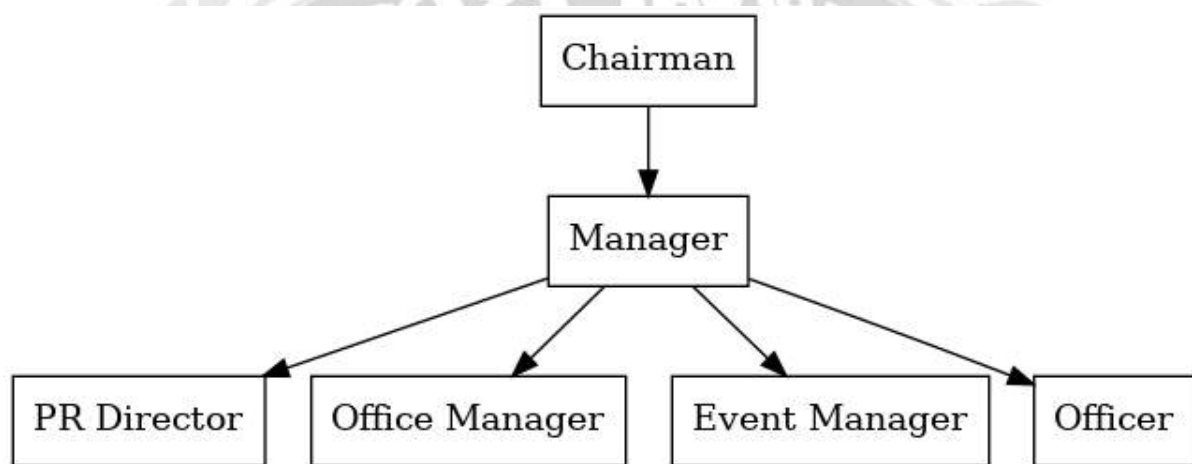 Chairman
Manager
PR Director
Office Manager
Event Manager
Officer